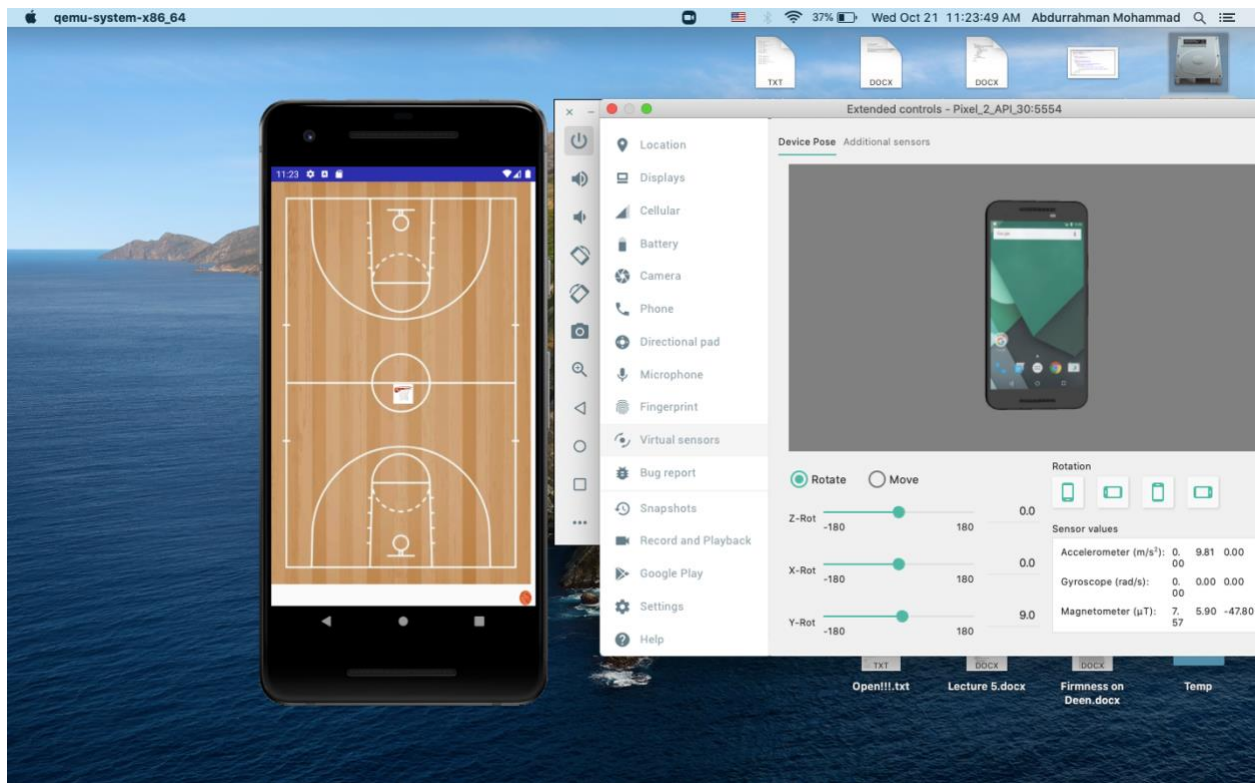 qemu-system-x86_64
37%
Wed Oct 21 11:23:49 AM
Abdurrahman Mohammad
TXT
DOCX
DOCX
Extended controls - Pixel_2_API_30:5554
11:23
Location
Displays
Cellular
Battery
Camera
Phone
Directional pad
Microphone
Fingerprint
Virtual sensors
Bug report
Snapshots
Record and Playback
Google Play
Settings
Help
Device Pose
Additional sensors
Rotate
Move
Z-Rot
-180
180
0.0
X-Rot
-180
180
0.0
Y-Rot
-180
180
9.0
Rotation
Sensor values
Accelerometer (m/s²): 0.00 9.81 0.00
Gyroscope (rad/s): 0.00 0.00 0.00
Magnetometer (μT): 7.57 5.90 -47.80
TXT
DOCX
DOCX
Open!!!.txt
Lecture 5.docx
Firmness on
Deen.docx
Temp